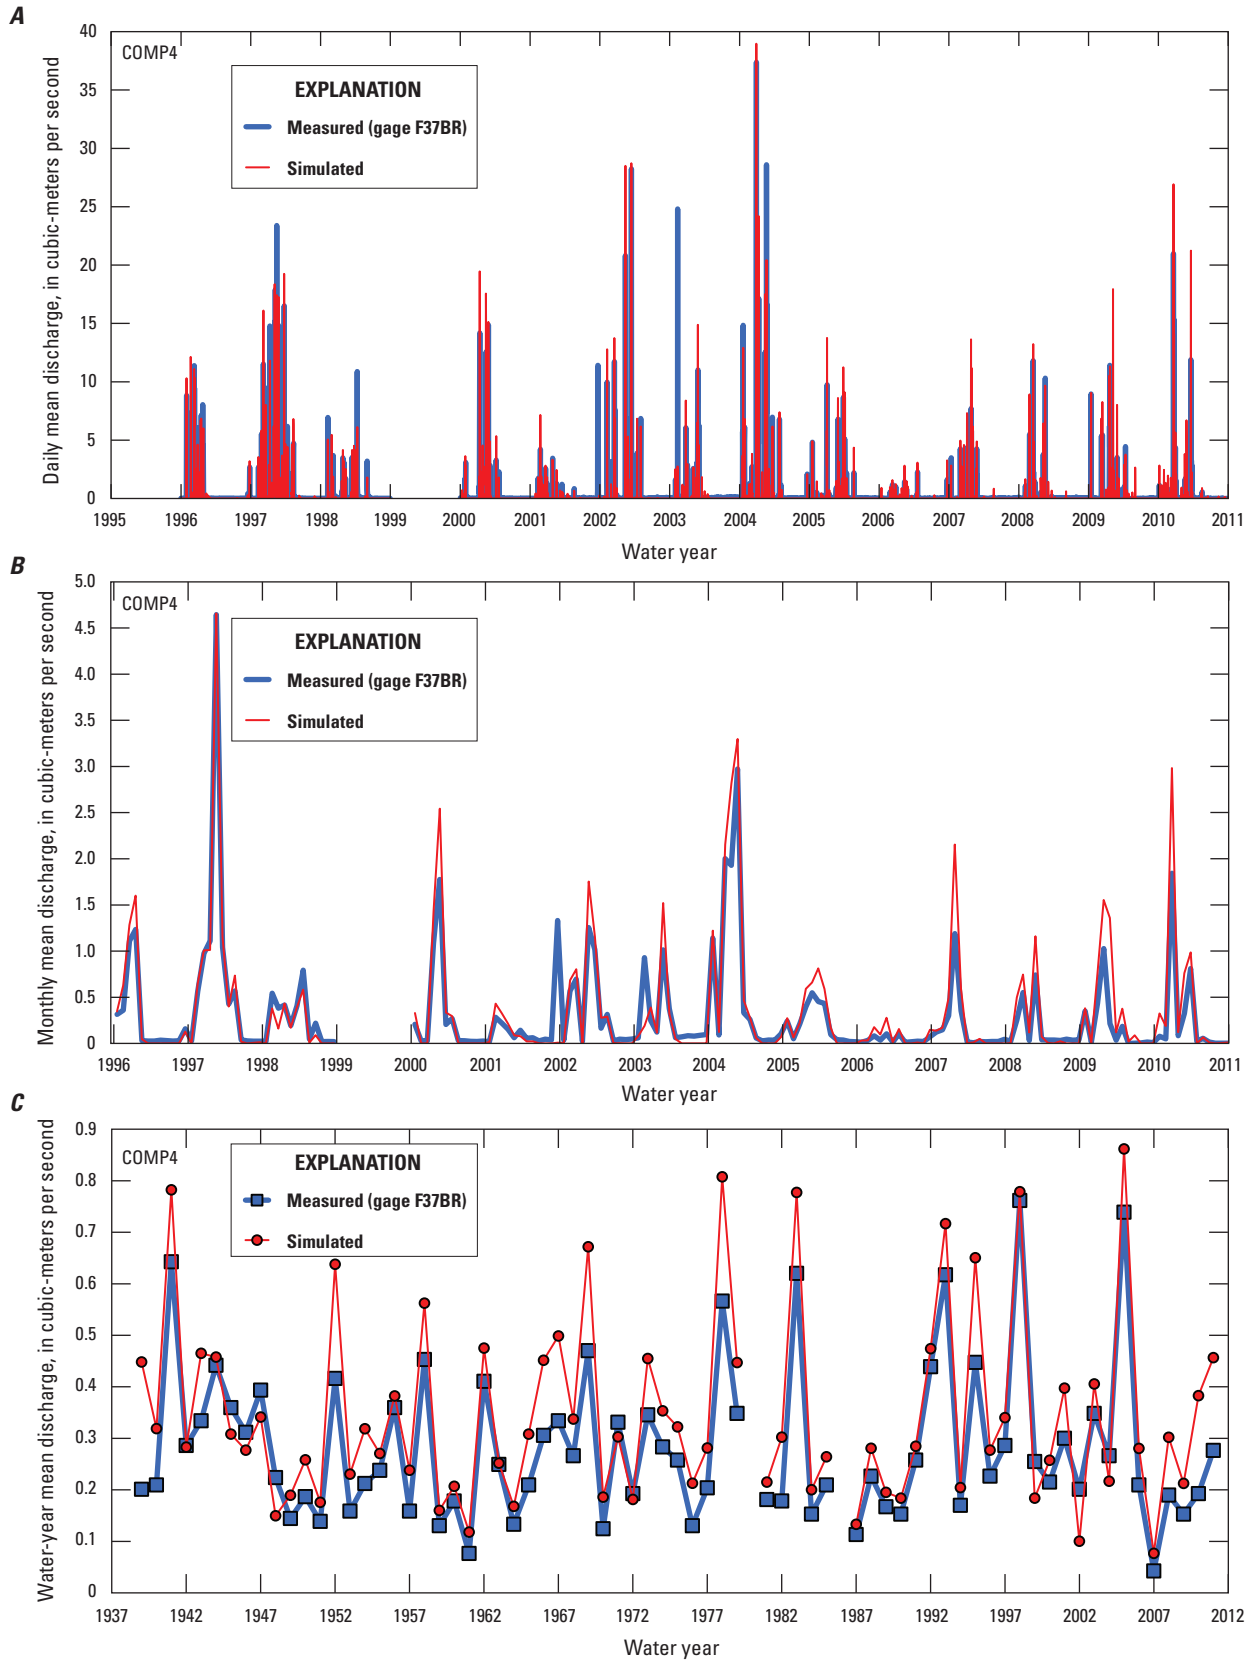 A
Daily mean discharge, in cubic-meters per second
40
35
30
25
20
15
10
5
0
COMP4
EXPLANATION
Measured (gage F37BR)
Simulated
1995 1996 1997 1998 1999 2000 2001 2002 2003 2004 2005 2006 2007 2008 2009 2010 2011
Water year
B
Monthly mean discharge, in cubic-meters per second
5.0
4.5
4.0
3.5
3.0
2.5
2.0
1.5
1.0
0.5
0
COMP4
EXPLANATION
Measured (gage F37BR)
Simulated
1996 1997 1998 1999 2000 2001 2002 2003 2004 2005 2006 2007 2008 2009 2010 2011
Water year
C
Water-year mean discharge, in cubic-meters per second
0.9
0.8
0.7
0.6
0.5
0.4
0.3
0.2
0.1
0
COMP4
EXPLANATION
Measured (gage F37BR)
Simulated
1937 1942 1947 1952 1957 1962 1967 1972 1977 1982 1987 1992 1997 2002 2007 2012
Water year